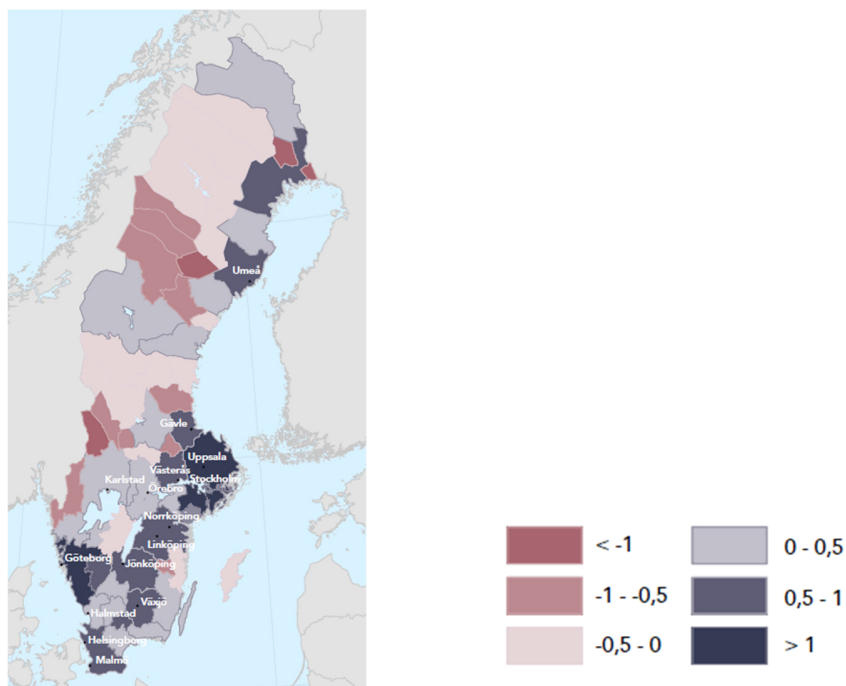 Umeå
Gävle
Uppsala
Västerås
Stockholm
Karlstad
Örebro
Norrköping
Linköping
Göteborg
Jönköping
Växjö
Halmstad
Helsingborg
Malmö
< -1
0 - 0,5
-1 - -0,5
0,5 - 1
-0,5 - 0
> 1